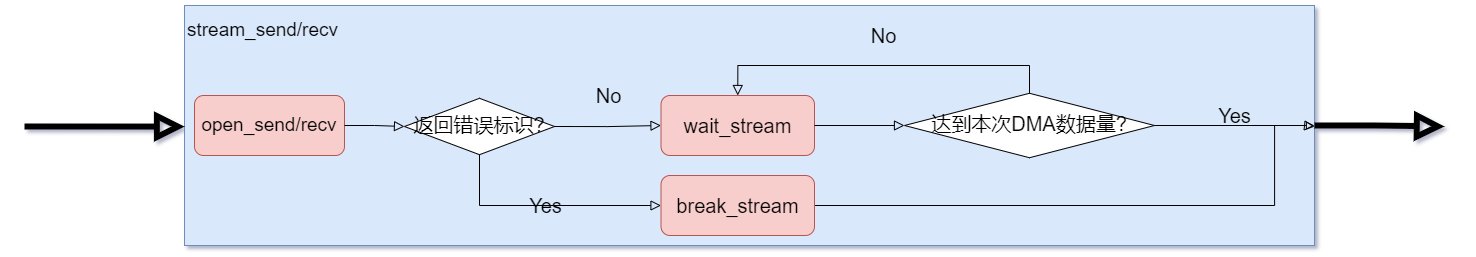 stream_send/recv
No
No
open_send/recv
返回错误标识?
wait_stream
达到本次DMA数据量?
Yes
Yes
break_stream